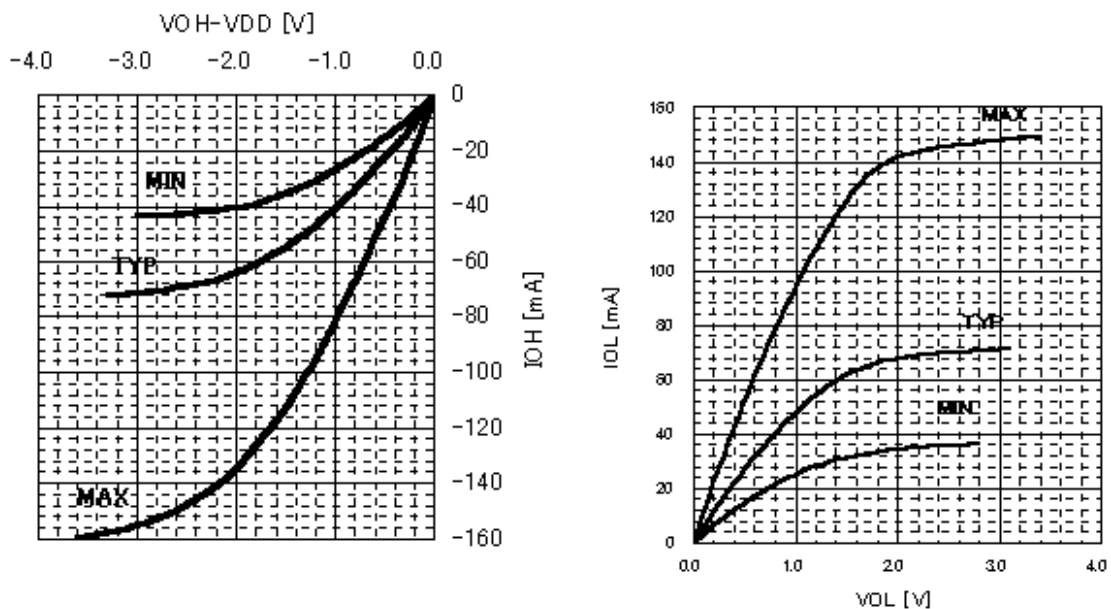 VOH-VDD [V]
-4.0 -3.0 -2.0 -1.0 0.0
0
-20
-40
-60
-80
-100
-120
-140
-160
IOH [mA]
MIN
TYP
MAX
160
140
120
100
80
60
40
20
0
IOL [mA]
MAX
TYP
MIN
0.0 1.0 2.0 3.0 4.0
VOL [V]